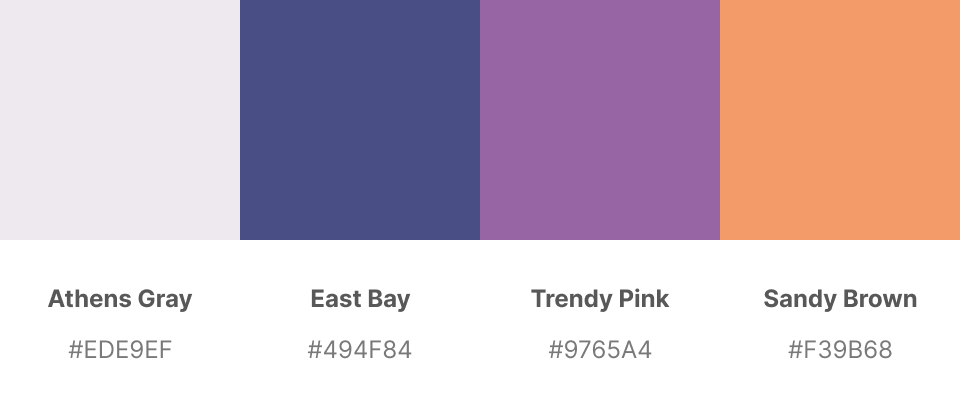 Athens Gray
East Bay
Trendy Pink
Sandy Brown
#EDE9EF
#494F84
#9765A4
#F39B68